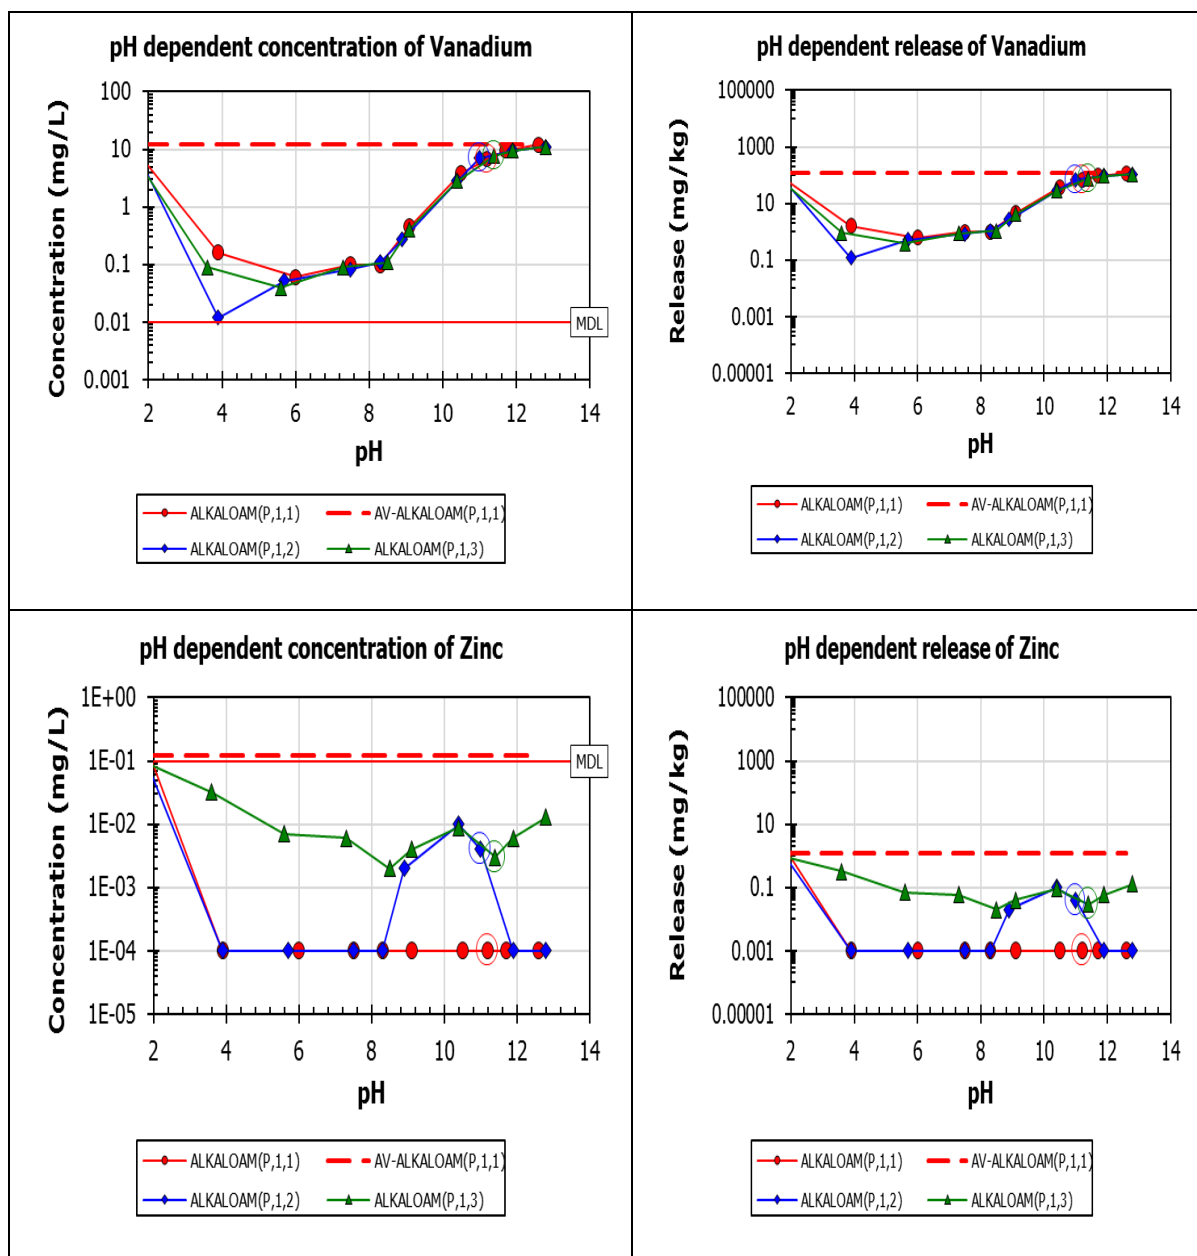 pH dependent concentration of Vanadium
Concentration (mg/L)
100
10
1
0.1
0.01
0.001
MDL
2 4 6 8 10 12 14
pH
ALKALOAM(P,1,1) AV-ALKALOAM(P,1,1)
ALKALOAM(P,1,2) ALKALOAM(P,1,3)
pH dependent release of Vanadium
Release (mg/kg)
100000
1000
10
0.1
0.001
0.00001
2 4 6 8 10 12 14
pH
ALKALOAM(P,1,1) AV-ALKALOAM(P,1,1)
ALKALOAM(P,1,2) ALKALOAM(P,1,3)
pH dependent concentration of Zinc
Concentration (mg/L)
1E+00
1E-01
1E-02
1E-03
1E-04
1E-05
MDL
2 4 6 8 10 12 14
pH
ALKALOAM(P,1,1) AV-ALKALOAM(P,1,1)
ALKALOAM(P,1,2) ALKALOAM(P,1,3)
pH dependent release of Zinc
Release (mg/kg)
100000
1000
10
0.1
0.001
0.00001
2 4 6 8 10 12 14
pH
ALKALOAM(P,1,1) AV-ALKALOAM(P,1,1)
ALKALOAM(P,1,2) ALKALOAM(P,1,3)